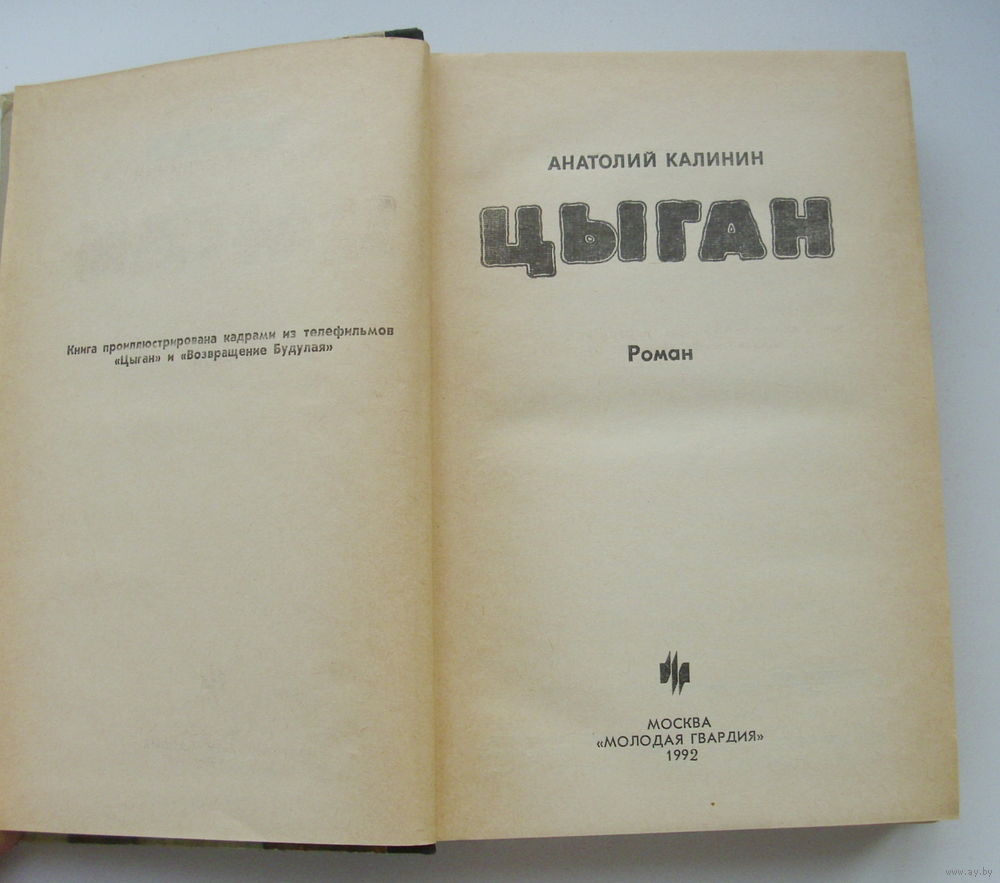 Книга проиллюстрирована кадрами из телефильмов
«Цыган» и «Возвращение Будулая»
АНАТОЛИЙ КАЛИНИН
ЦЫГАН
Роман
МОСКВА
«МОЛОДАЯ ГВАРДИЯ»
1992
www.ay.by